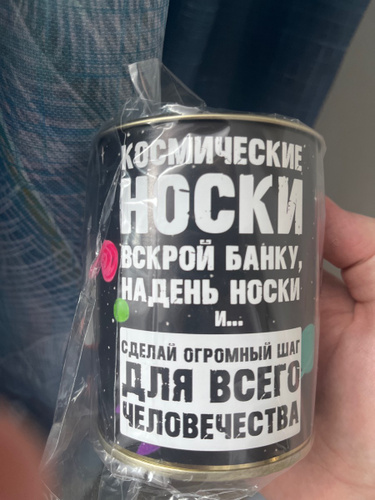 КОСМИЧЕСКИЕ
НОСКИ
ВСКРОЙ БАНКУ,
НАДЕНЬ НОСКИ
И...
СДЕЛАЙ ОГРОМНЫЙ ШАГ
ДЛЯ ВСЕГО
ЧЕЛОВЕЧЕСТВА